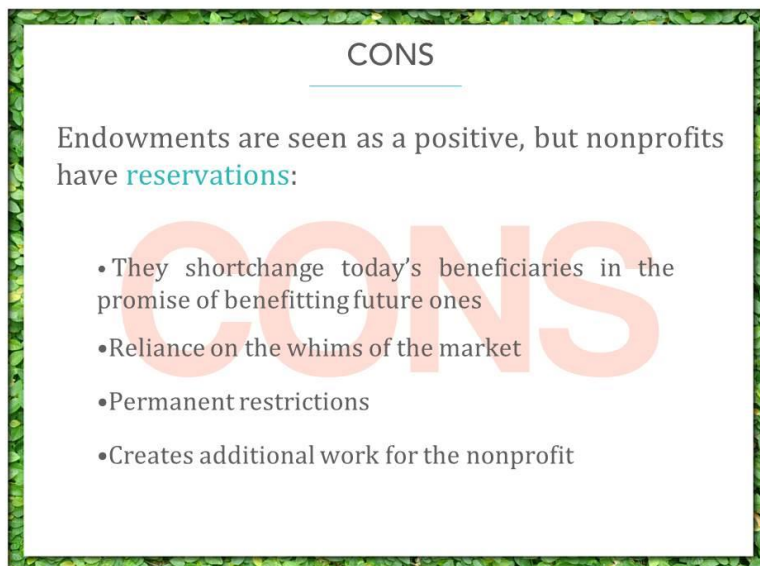 CONS
Endowments are seen as a positive, but nonprofits
have reservations:
CONS
• They shortchange today's beneficiaries in the
promise of benefitting future ones
•Reliance on the whims of the market
•Permanent restrictions
•Creates additional work for the nonprofit